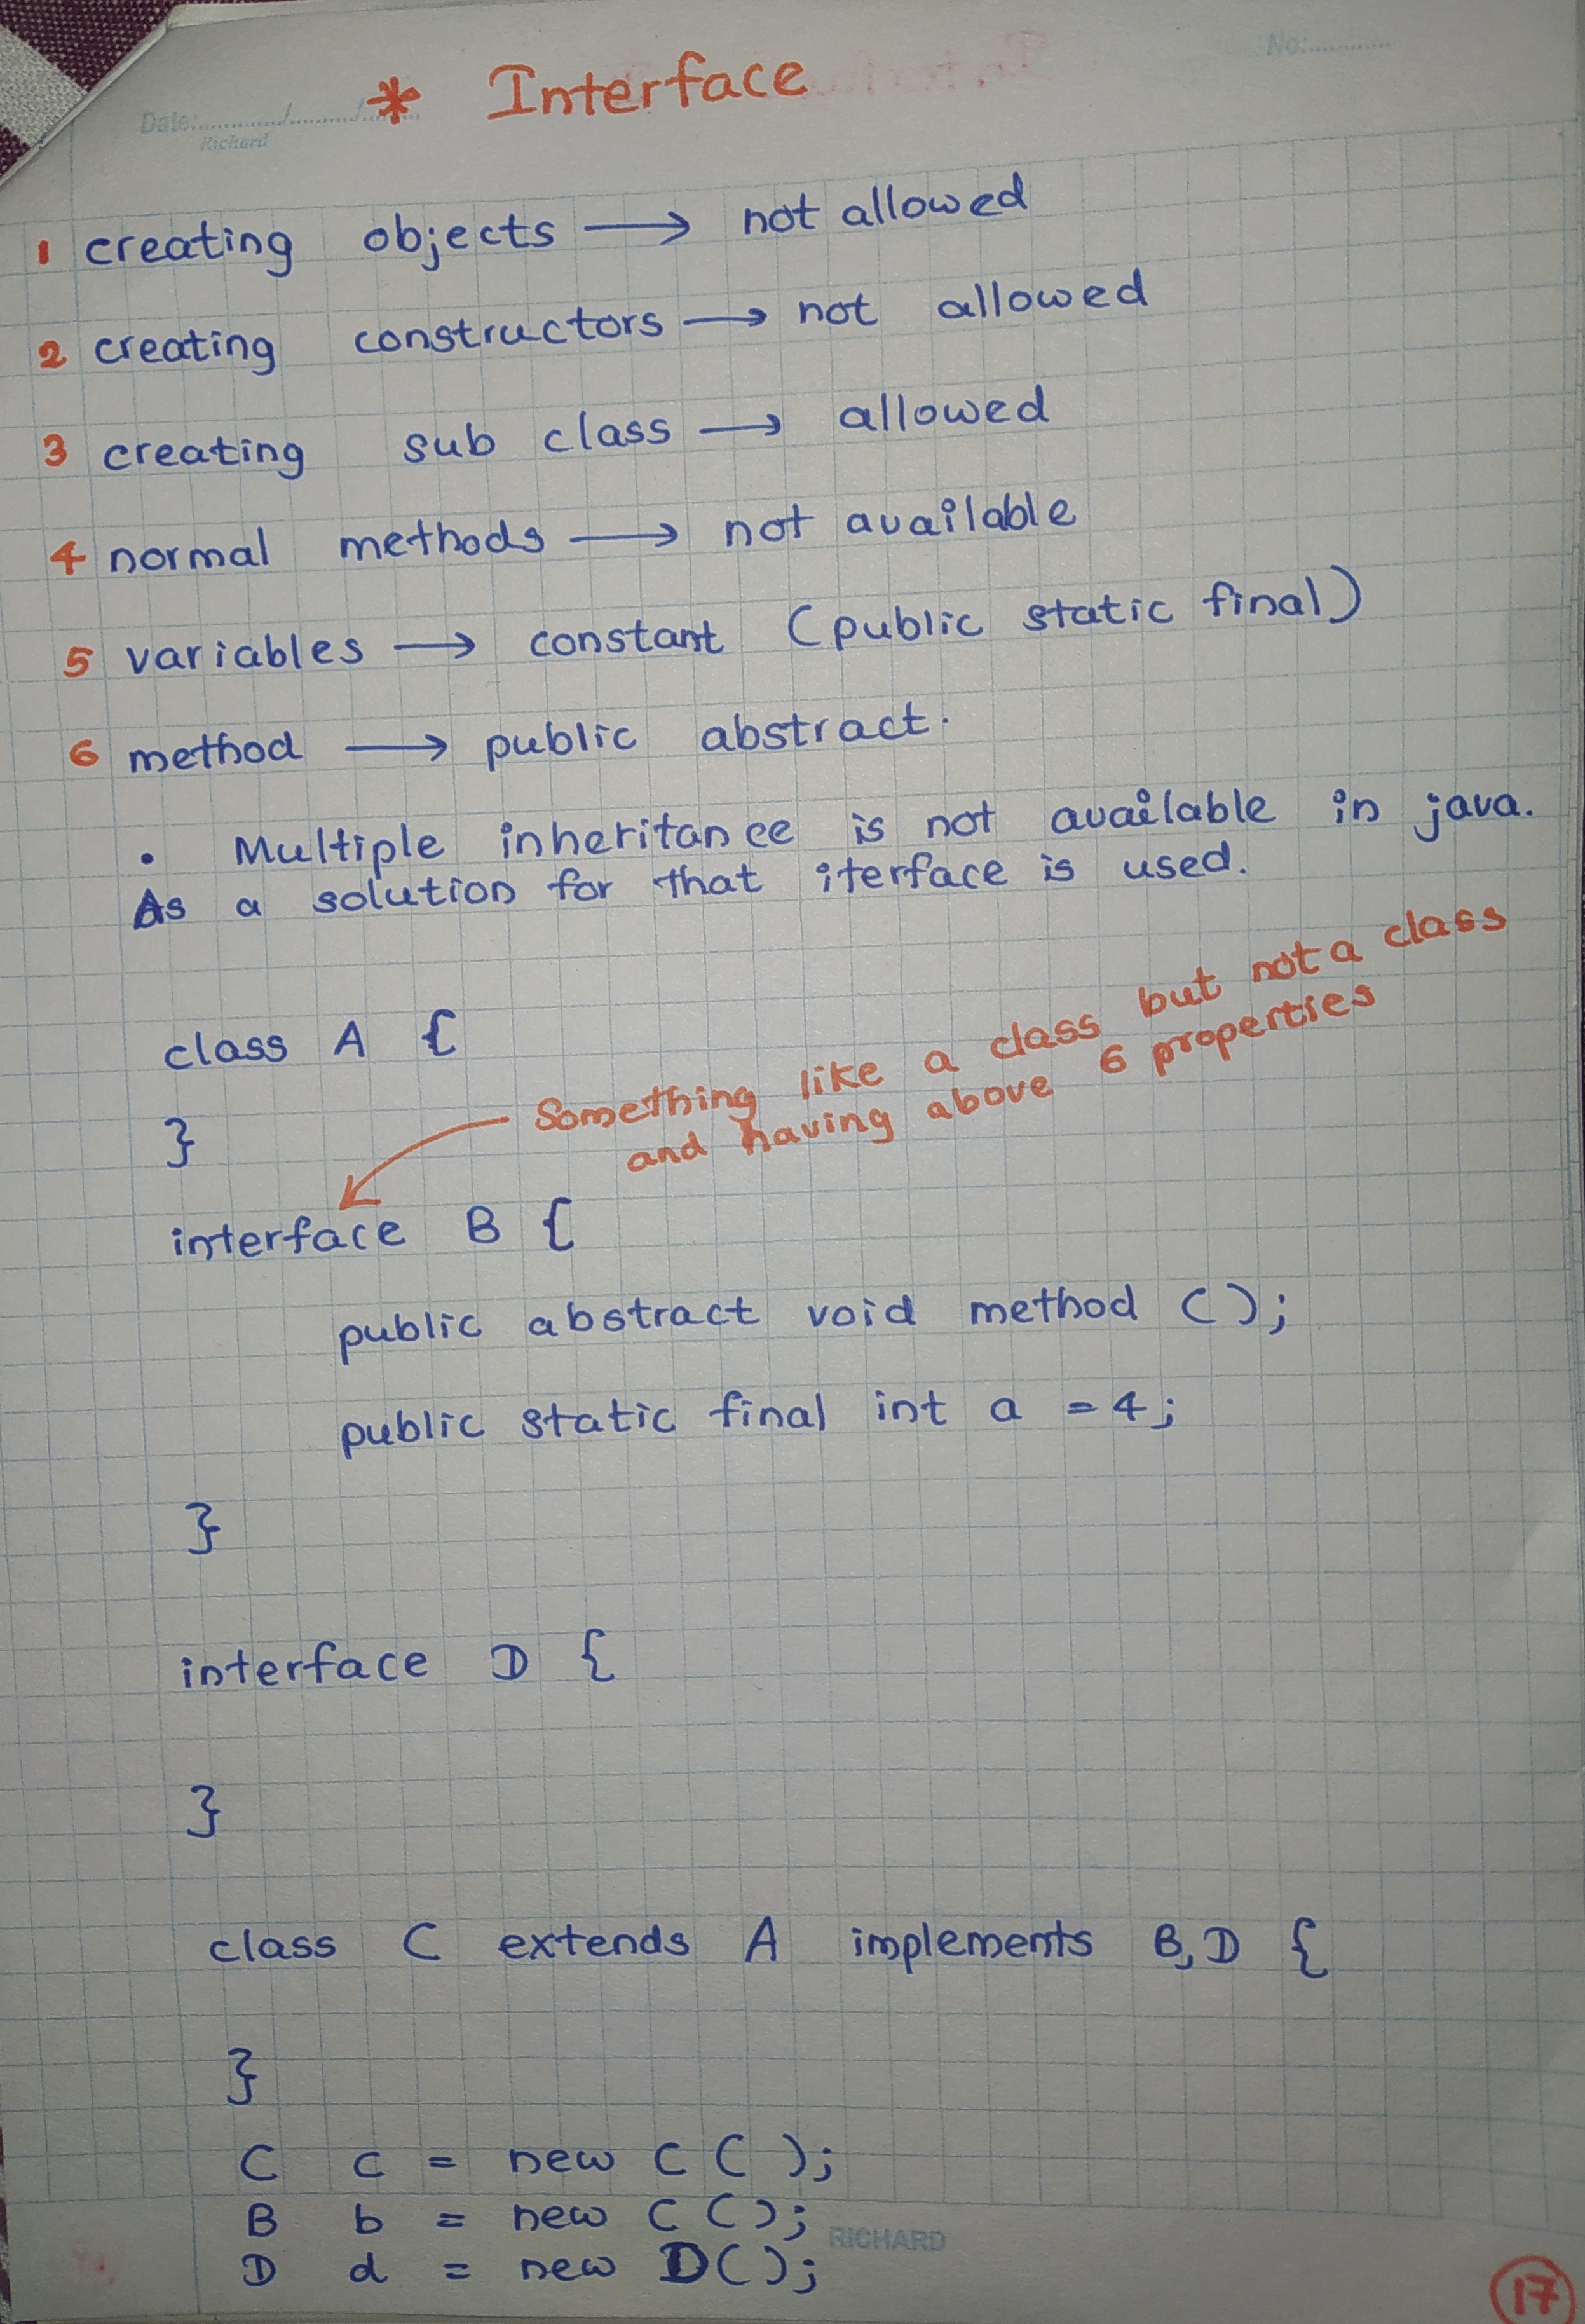 No:............
* Interface
Date:............/............/............
Richard
1 creating objects → not allowed
2 creating constructors → not allowed
3 creating sub class → allowed
4 normal methods → not available
5 variables → constant (public static final)
6 method → public abstract.
• Multiple inheritance is not available in java.
As a solution for that iterface is used.
class A {
Something like a class but not a class
and having above 6 properties
}
interface B {
public abstract void method ();
public static final int a = 4;
}
interface D {
}
class C extends A implements B, D {
}
C c = new C ( );
B b = new C ();
D d = new D();
RICHARD
17